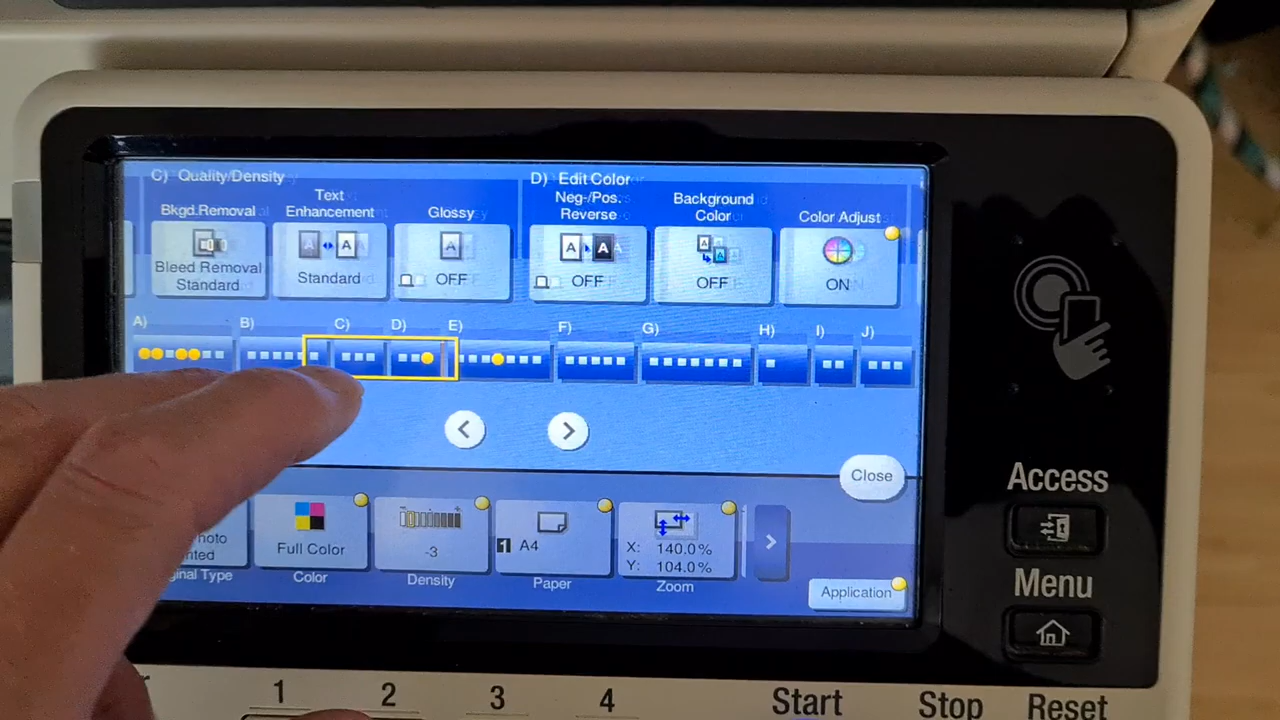 C) Quality/Density
D) Edit Color
Bkgd.Removal
Text
Enhancement
Glossy
Neg-/Pos.
Reverse
Background
Color
Color Adjust
Bleed Removal
Standard
A
A
Standard
A
OFF
A
A
OFF
A
A
OFF
ON
A)
B)
C)
D)
E)
F)
G)
H)
I)
J)
<
>
Close
Full Color
Color
-
+
-3
Density
1
A4
Paper
X: 140.0%
Y: 104.0%
Zoom
>
Type
Application
Access
Menu
1
2
3
4
Start
Stop
Reset